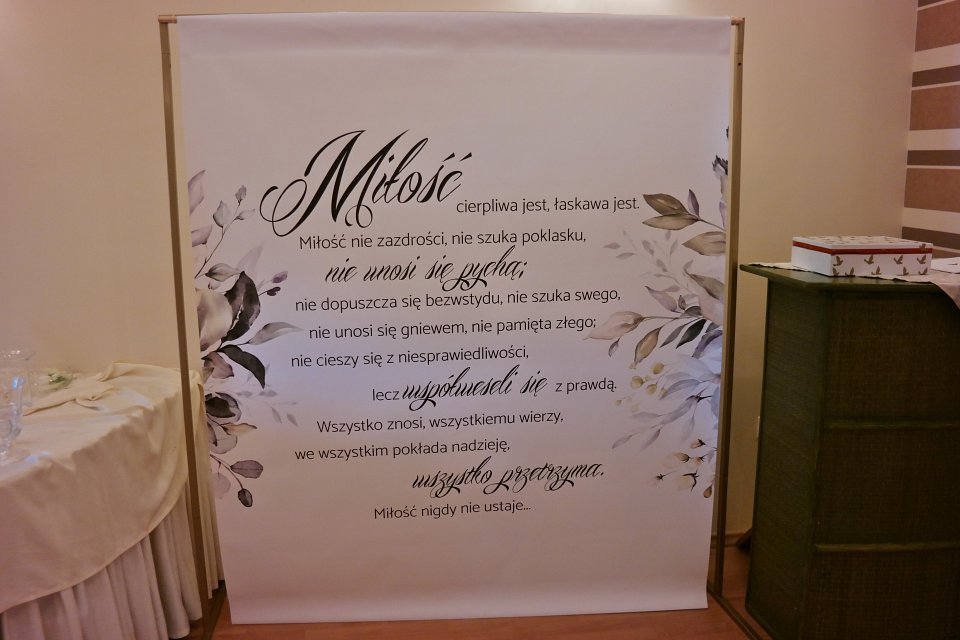 Miłość cierpliwa jest, łaskawa jest.
Miłość nie zazdrości, nie szuka poklasku,
nie unosi się pychą;
nie dopuszcza się bezwstydu, nie szuka swego,
nie unosi się gniewem, nie pamięta złego;
nie cieszy się z niesprawiedliwości,
lecz współweseli się z prawdą.
Wszystko znosi, wszystkiemu wierzy,
we wszystkim pokłada nadzieję,
wszystko przetrzyma.
Miłość nigdy nie ustaje...